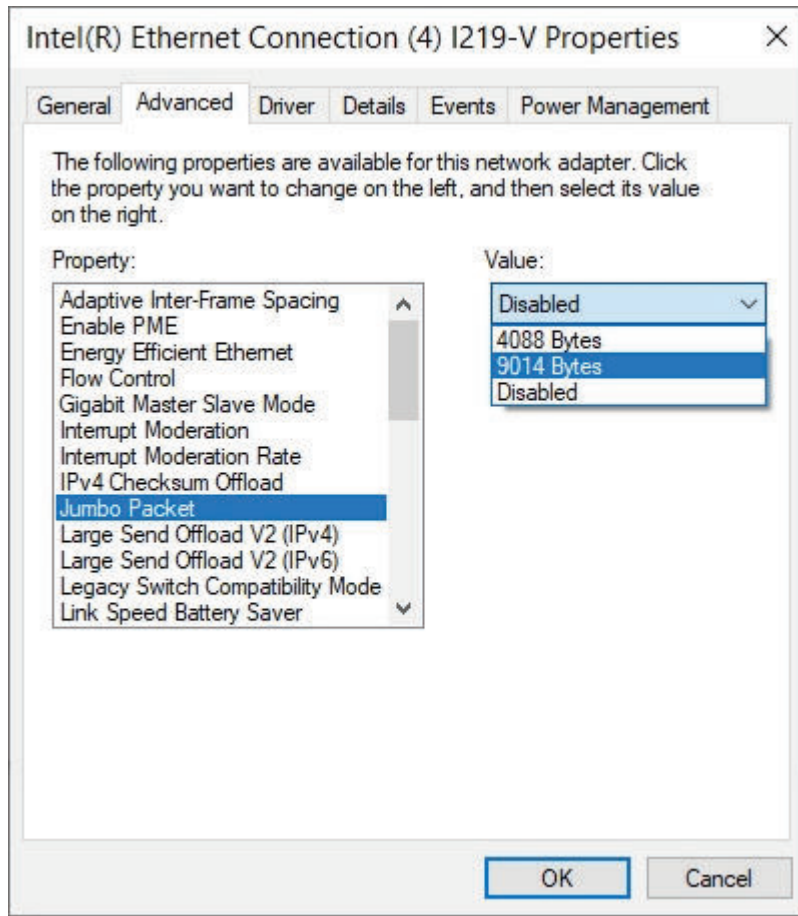 Intel(R) Ethernet Connection (4) I219-V Properties
General Advanced Driver Details Events Power Management
The following properties are available for this network adapter. Click
the property you want to change on the left, and then select its value
on the right.
Property:
Adaptive Inter-Frame Spacing
Enable PME
Energy Efficient Ethernet
Flow Control
Gigabit Master Slave Mode
Interrupt Moderation
Interrupt Moderation Rate
IPv4 Checksum Offload
Jumbo Packet
Large Send Offload V2 (IPv4)
Large Send Offload V2 (IPv6)
Legacy Switch Compatibility Mode
Link Speed Battery Saver
Value:
Disabled
4088 Bytes
9014 Bytes
Disabled
OK Cancel